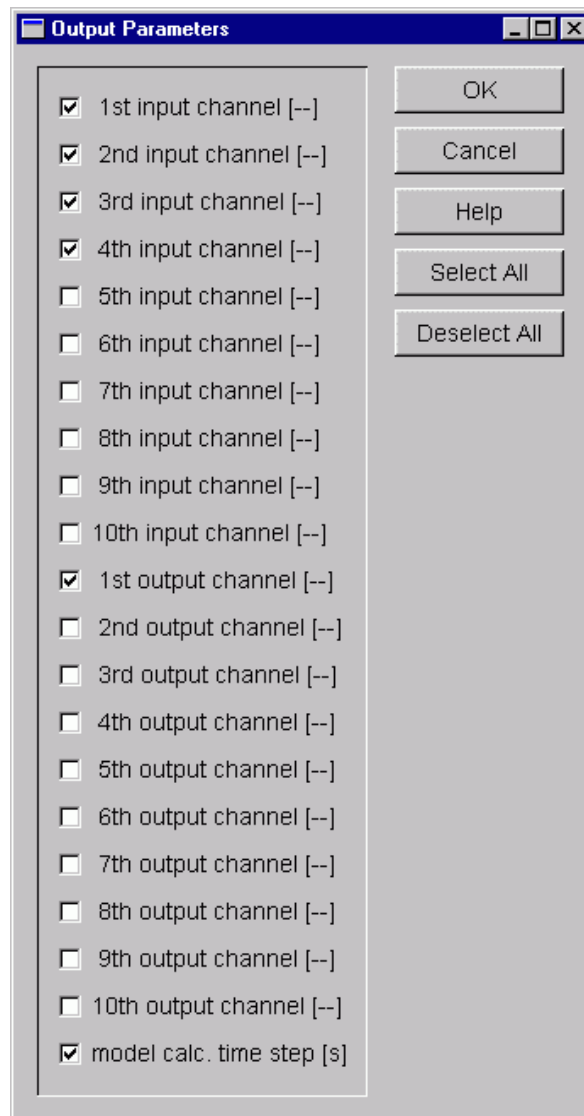 Output Parameters
1st input channel [--]
2nd input channel [--]
3rd input channel [--]
4th input channel [--]
5th input channel [--]
6th input channel [--]
7th input channel [--]
8th input channel [--]
9th input channel [--]
10th input channel [--]
1st output channel [--]
2nd output channel [--]
3rd output channel [--]
4th output channel [--]
5th output channel [--]
6th output channel [--]
7th output channel [--]
8th output channel [--]
9th output channel [--]
10th output channel [--]
model calc. time step [s]
OK
Cancel
Help
Select All
Deselect All